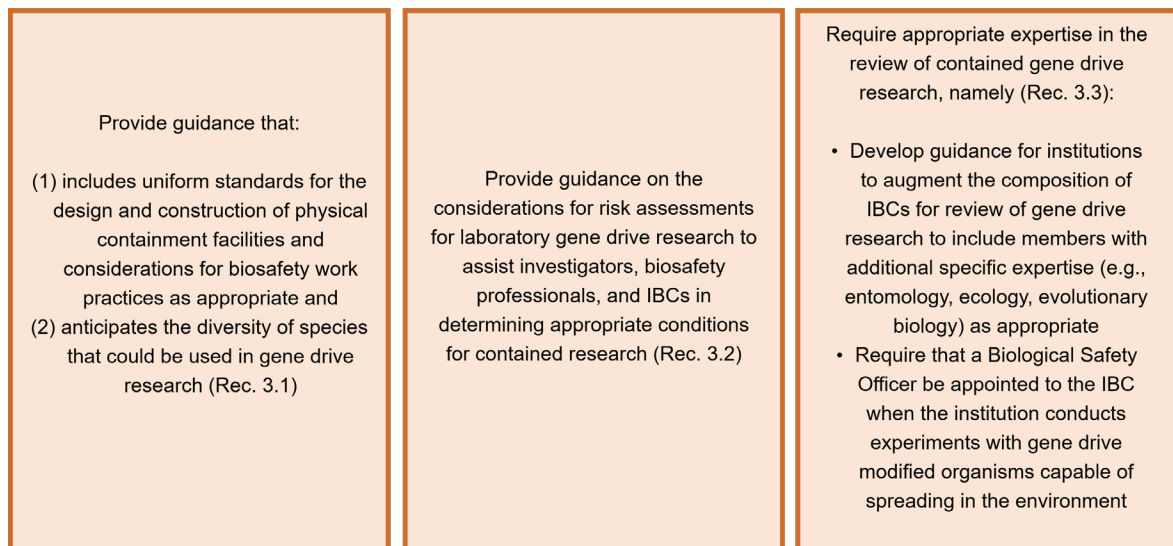 Provide guidance that:
(1) includes uniform standards for the
design and construction of physical
containment facilities and
considerations for biosafety work
practices as appropriate and
(2) anticipates the diversity of species
that could be used in gene drive
research (Rec. 3.1)
Provide guidance on the
considerations for risk assessments
for laboratory gene drive research to
assist investigators, biosafety
professionals, and IBCs in
determining appropriate conditions
for contained research (Rec. 3.2)
Require appropriate expertise in the
review of contained gene drive
research, namely (Rec. 3.3):
• Develop guidance for institutions
to augment the composition of
IBCs for review of gene drive
research to include members with
additional specific expertise (e.g.,
entomology, ecology, evolutionary
biology) as appropriate
• Require that a Biological Safety
Officer be appointed to the IBC
when the institution conducts
experiments with gene drive
modified organisms capable of
spreading in the environment